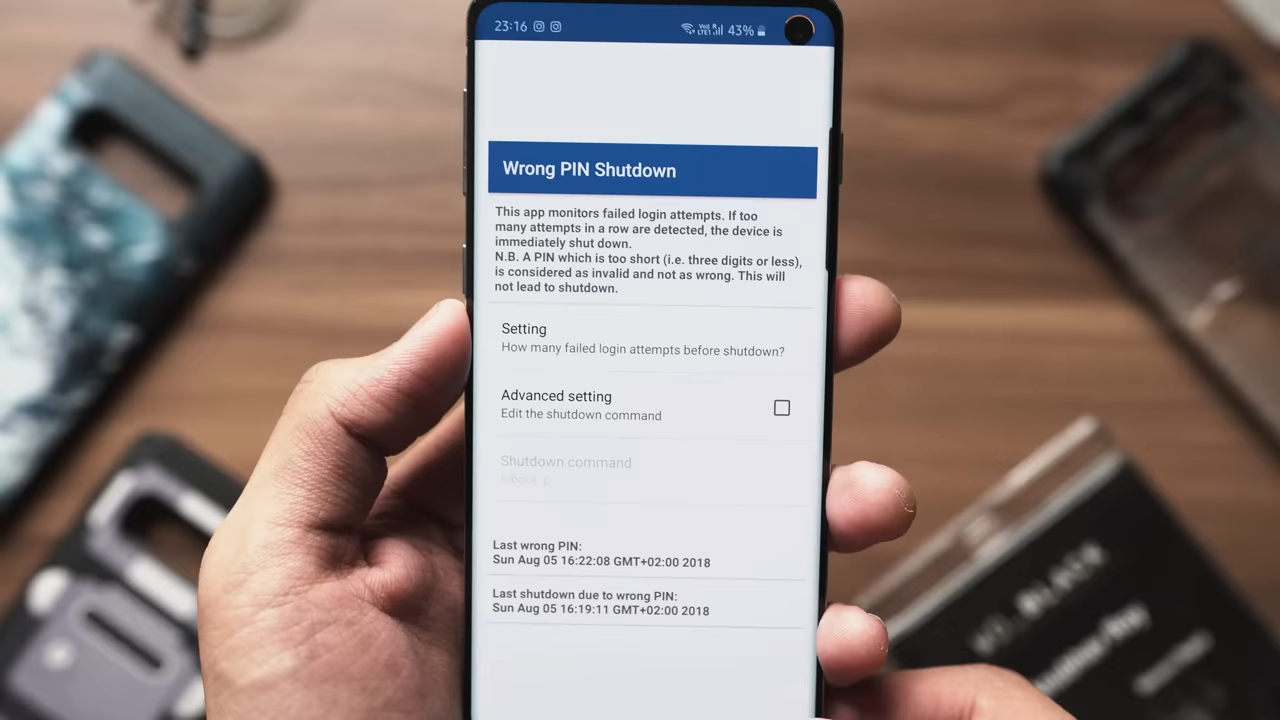 23:16 43%
Wrong PIN Shutdown
This app monitors failed login attempts. If too
many attempts in a row are detected, the device is
immediately shut down.
N.B. A PIN which is too short (i.e. three digits or less),
is considered as invalid and not as wrong. This will
not lead to shutdown.
Setting
How many failed login attempts before shutdown?
Advanced setting
Edit the shutdown command
Shutdown command
Last wrong PIN:
Sun Aug 05 16:22:08 GMT+02:00 2018
Last shutdown due to wrong PIN:
Sun Aug 05 16:19:11 GMT+02:00 2018